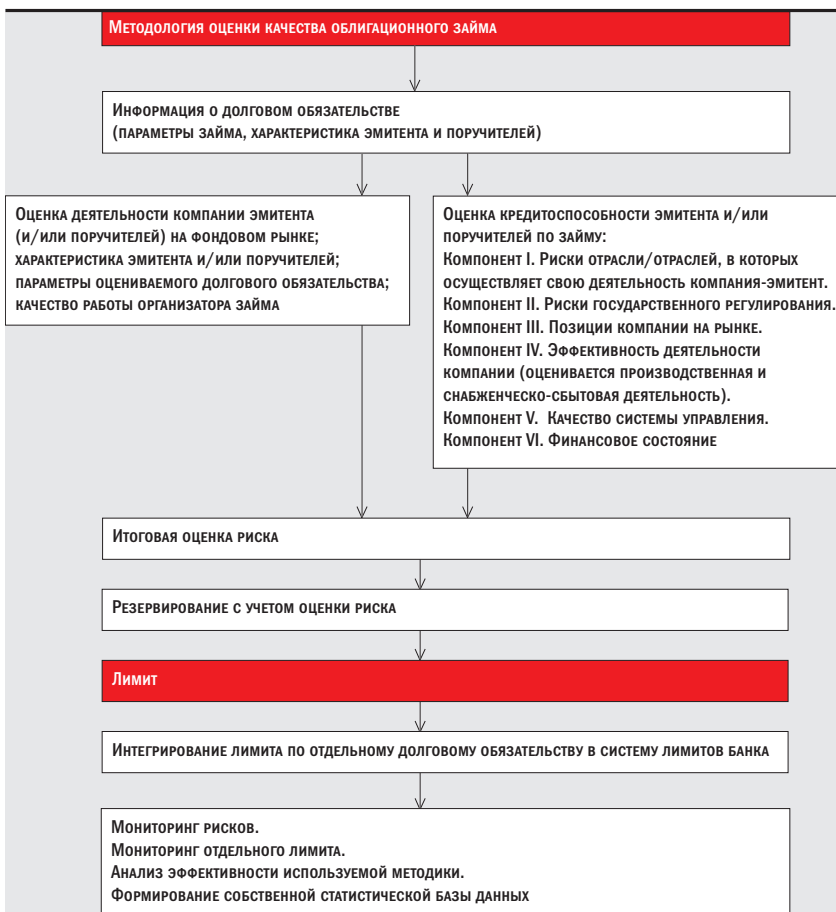 Методология оценки качества облигационного займа
Информация о долговом обязательстве
(параметры займа, характеристика эмитента и поручителей)
Оценка деятельности компании эмитента
(и/или поручителей) на фондовом рынке;
характеристика эмитента и/или поручителей;
параметры оцениваемого долгового обязательства;
качество работы организатора займа
Оценка кредитоспособности эмитента и/или
поручителей по займу:
Компонент I. Риски отрасли/отраслей, в которых
осуществляет свою деятельность компания-эмитент.
Компонент II. Риски государственного регулирования.
Компонент III. Позиции компании на рынке.
Компонент IV. Эффективность деятельности
компании (оценивается производственная и
снабженческо-сбытовая деятельность).
Компонент V. Качество системы управления.
Компонент VI. Финансовое состояние
Итоговая оценка риска
Резервирование с учетом оценки риска
Лимит
Интегрирование лимита по отдельному долговому обязательству в систему лимитов банка
Мониторинг рисков.
Мониторинг отдельного лимита.
Анализ эффективности используемой методики.
Формирование собственной статистической базы данных